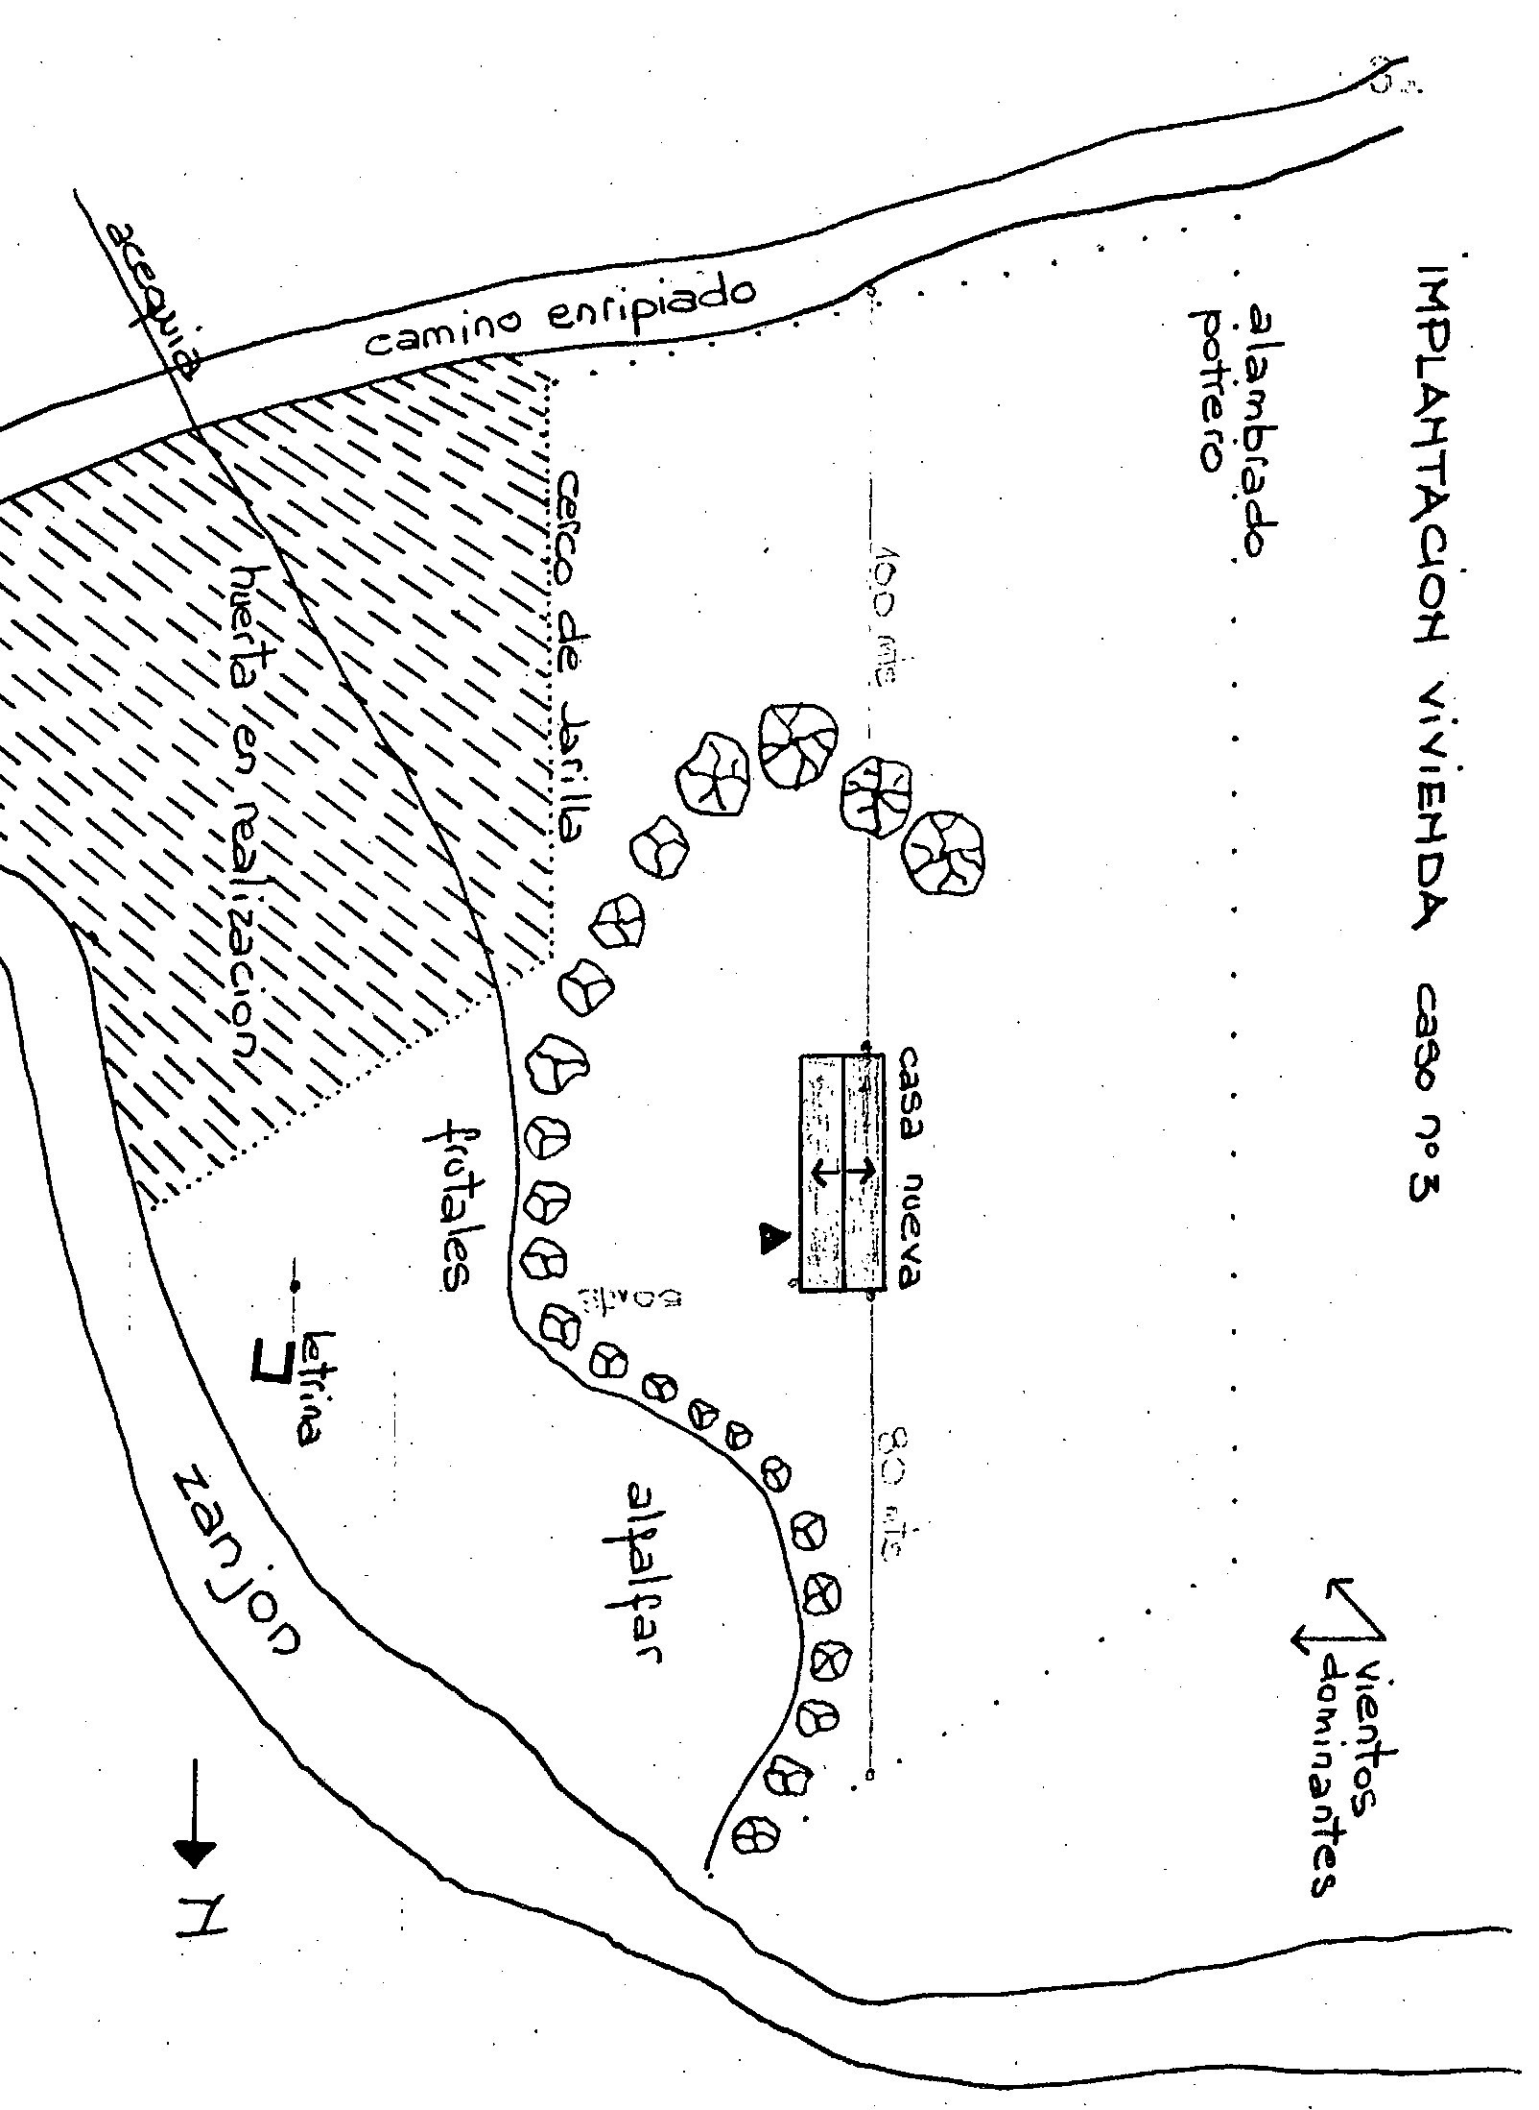 IMPLANTACION VIVIENDA caso nº 3
vientos
dominantes
alambrado
potrero
casa nueva
100 mts
80 mts
camino enripiado
cerco de Jarilla
acequia
huerta en realizacion
frutales
alfalfar
letrina
zanjon
N